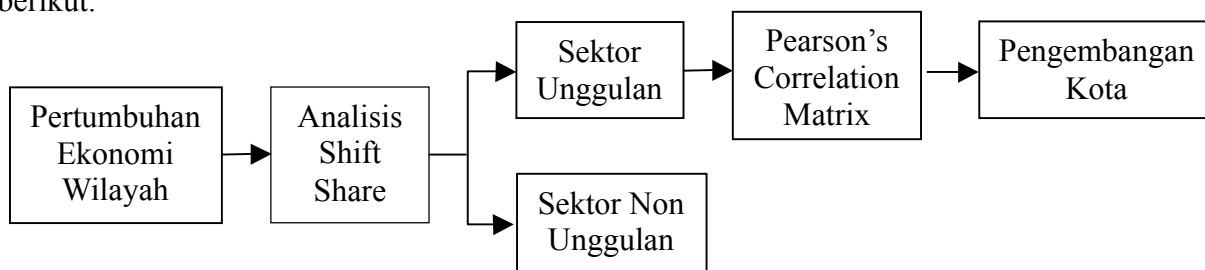 berikut:
Pertumbuhan
Ekonomi
Wilayah
Analisis
Shift
Share
Sektor
Unggulan
Sektor Non
Unggulan
Pearson’s
Correlation
Matrix
Pengembangan
Kota